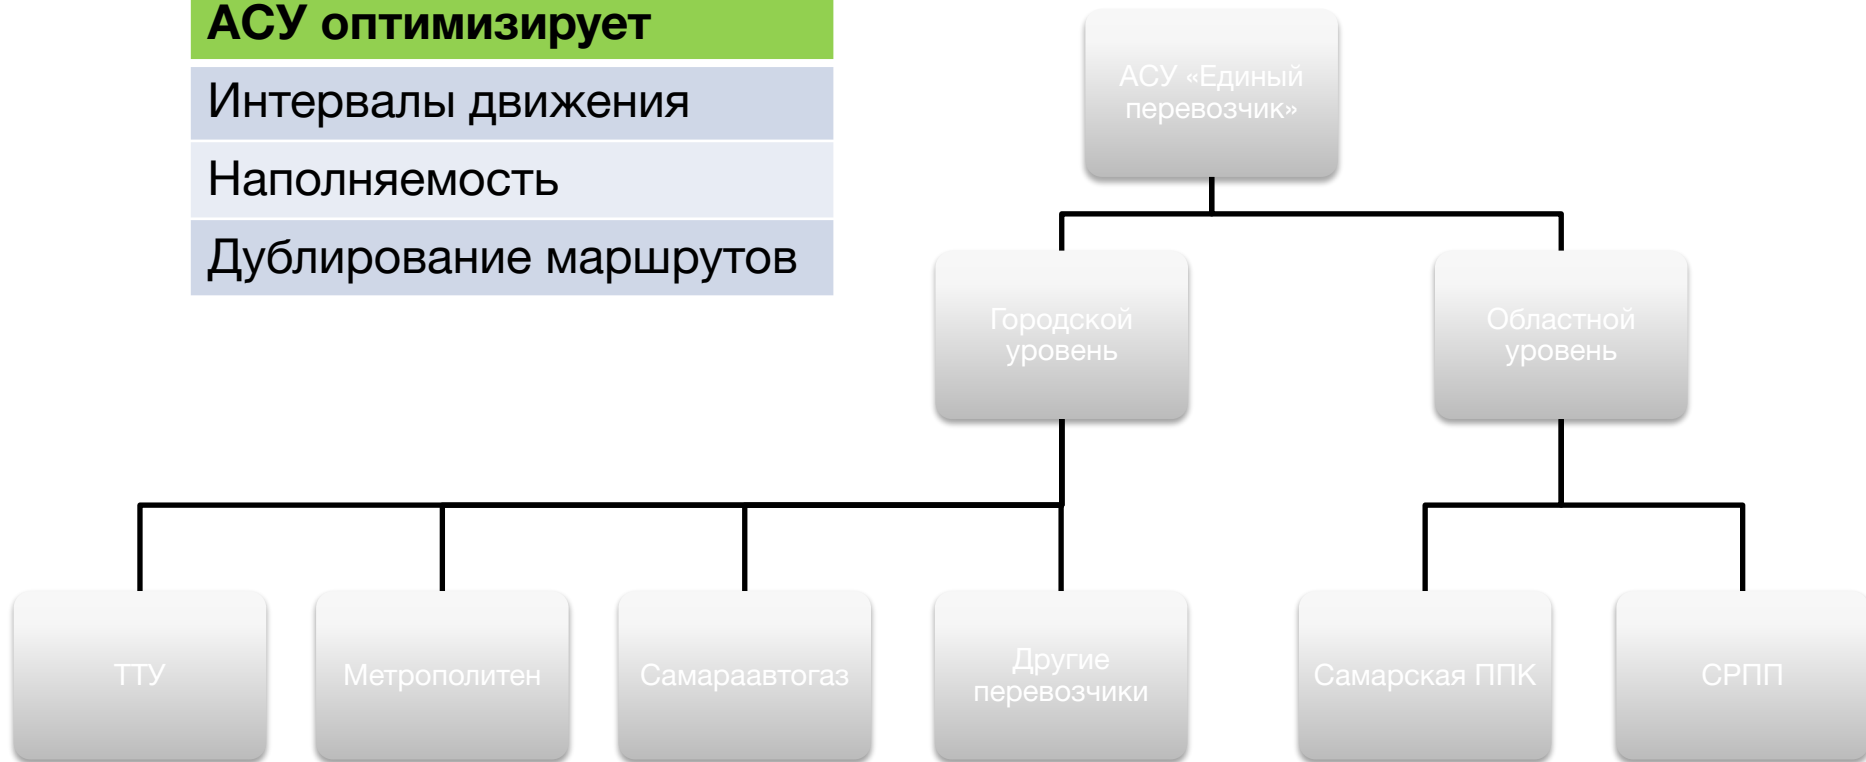 АСУ оптимизирует
Интервалы движения
Наполняемость
Дублирование маршрутов
АСУ «Единый
перевозчик»
Городской
уровень
Областной
уровень
ТТУ
Метрополитен
Самараавтогаз
Другие
перевозчики
Самарская ППК
СРПП